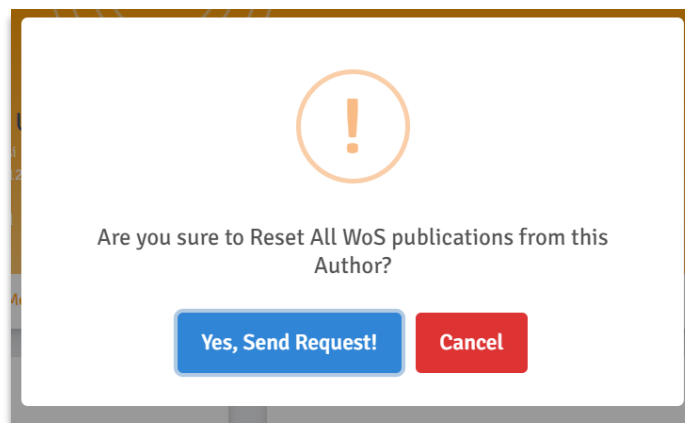 !
Are you sure to Reset All WoS publications from this
Author?
Yes, Send Request!
Cancel